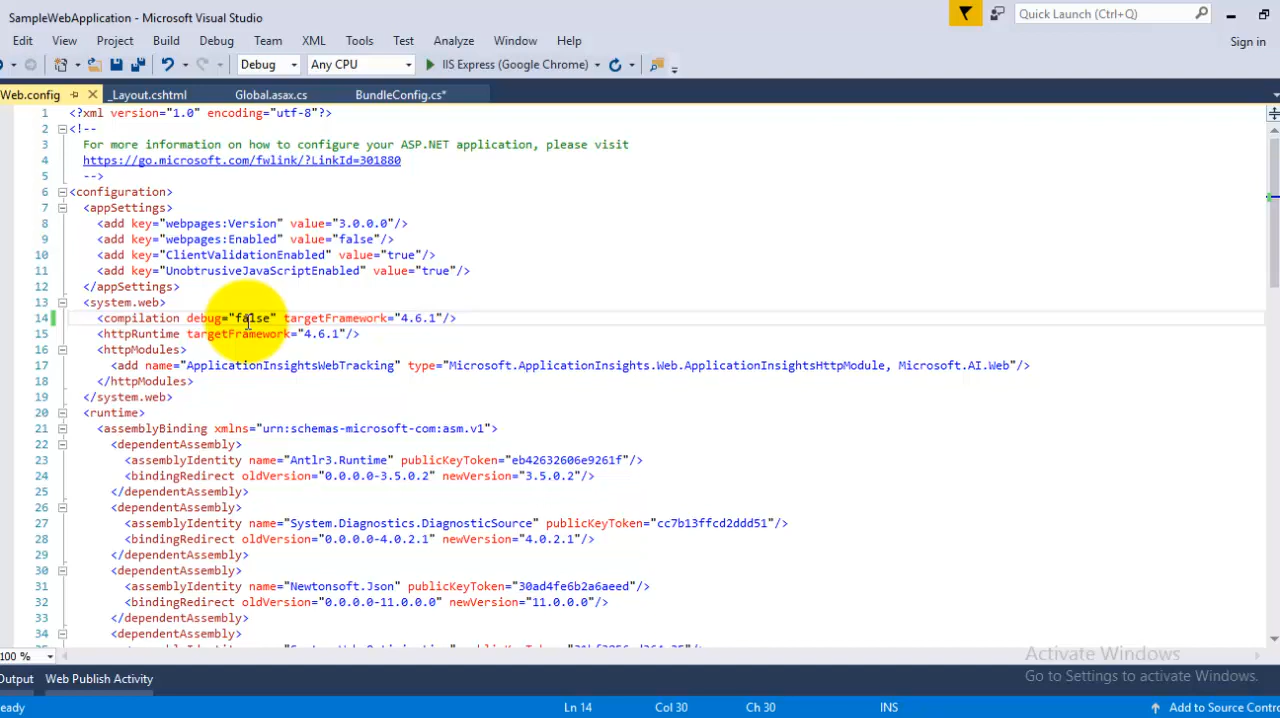 SampleWebApplication - Microsoft Visual Studio
Quick Launch (Ctrl+Q)
Edit View Project Build Debug Team XML Tools Test Analyze Window Help
Sign in
Debug Any CPU IIS Express (Google Chrome)
Web.config _Layout.cshtml Global.asax.cs BundleConfig.cs*
1 <?xml version="1.0" encoding="utf-8"?>
2 <!--
3 For more information on how to configure your ASP.NET application, please visit
4 https://go.microsoft.com/fwlink/?LinkId=301880
5 -->
6 <configuration>
7 <appSettings>
8 <add key="webpages:Version" value="3.0.0.0"/>
9 <add key="webpages:Enabled" value="false"/>
10 <add key="ClientValidationEnabled" value="true"/>
11 <add key="UnobtrusiveJavaScriptEnabled" value="true"/>
12 </appSettings>
13 <system.web>
14 <compilation debug="false" targetFramework="4.6.1"/>
15 <httpRuntime targetFramework="4.6.1"/>
16 <httpModules>
17 <add name="ApplicationInsightsWebTracking" type="Microsoft.ApplicationInsights.Web.ApplicationInsightsHttpModule, Microsoft.AI.Web"/>
18 </httpModules>
19 </system.web>
20 <runtime>
21 <assemblyBinding xmlns="urn:schemas-microsoft-com:asm.v1">
22 <dependentAssembly>
23 <assemblyIdentity name="Antlr3.Runtime" publicKeyToken="eb42632606e9261f"/>
24 <bindingRedirect oldVersion="0.0.0.0-3.5.0.2" newVersion="3.5.0.2"/>
25 </dependentAssembly>
26 <dependentAssembly>
27 <assemblyIdentity name="System.Diagnostics.DiagnosticSource" publicKeyToken="cc7b13ffcd2ddd51"/>
28 <bindingRedirect oldVersion="0.0.0.0-4.0.2.1" newVersion="4.0.2.1"/>
29 </dependentAssembly>
30 <dependentAssembly>
31 <assemblyIdentity name="Newtonsoft.Json" publicKeyToken="30ad4fe6b2a6aeed"/>
32 <bindingRedirect oldVersion="0.0.0.0-11.0.0.0" newVersion="11.0.0.0"/>
33 </dependentAssembly>
34 <dependentAssembly>
100 %
Activate Windows
Go to Settings to activate Windows.
Output Web Publish Activity
eady Ln 14 Col 30 Ch 30 INS Add to Source Contro